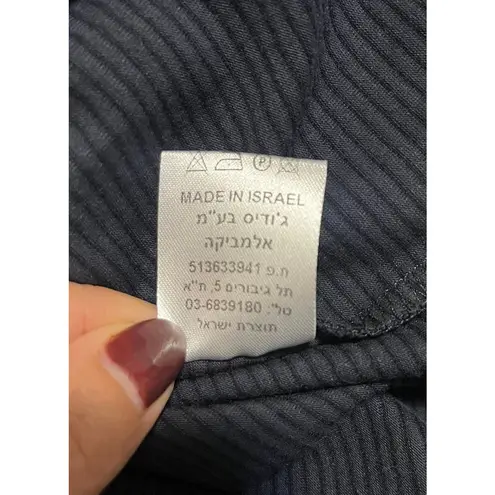 MADE IN ISRAEL
ג'ודיס בע"מ
אלמביקה
ח.פ 513633941
תל גיבורים 5, ת"א
טל': 03-6839180
תוצרת ישראל